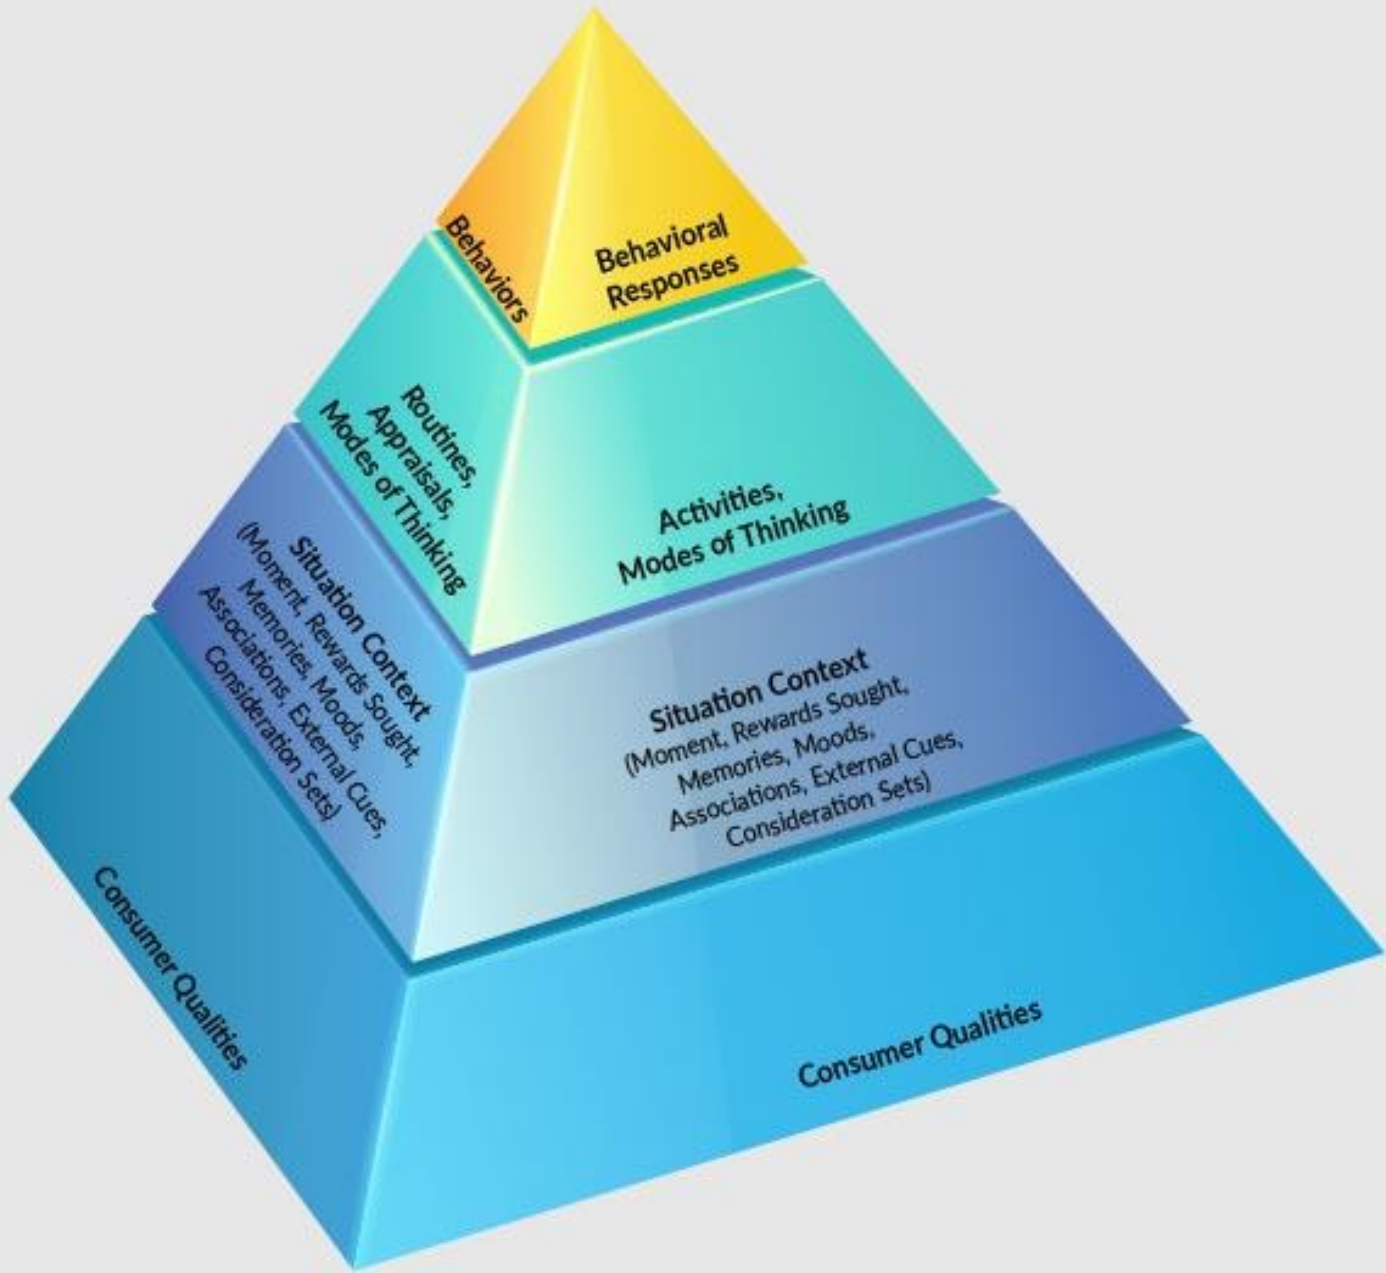 Behaviors
Behavioral
Responses
Routines,
Appraisals,
Modes of Thinking
Activities,
Modes of Thinking
Situation Context
(Moment, Rewards Sought,
Memories, Moods,
Associations, External Cues,
Consideration Sets)
Situation Context
(Moment, Rewards Sought,
Memories, Moods,
Associations, External Cues,
Consideration Sets)
Consumer Qualities
Consumer Qualities